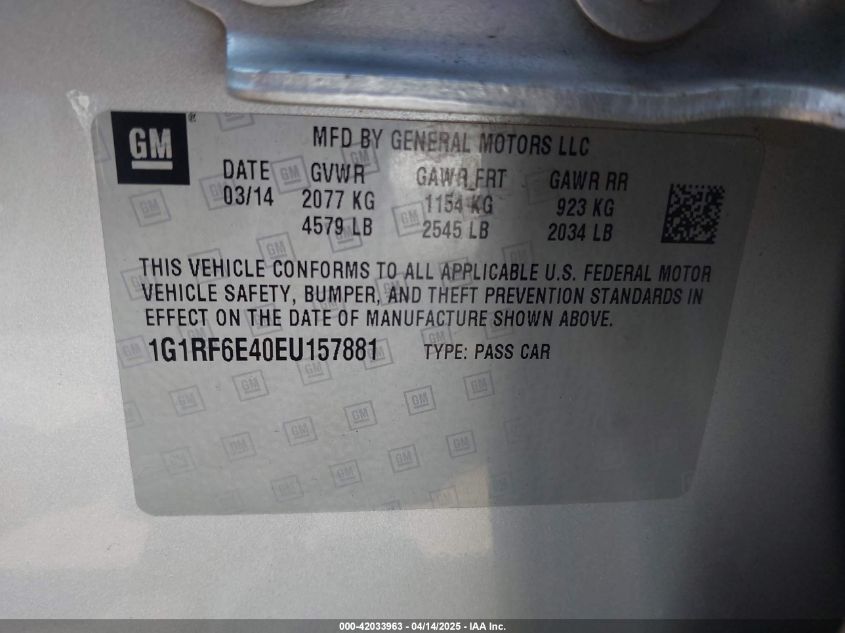 GM ®
MFD BY GENERAL MOTORS LLC
DATE GVWR GAWR FRT GAWR RR
03/14 2077 KG 1154 KG 923 KG
4579 LB 2545 LB 2034 LB
THIS VEHICLE CONFORMS TO ALL APPLICABLE U.S. FEDERAL MOTOR
VEHICLE SAFETY, BUMPER, AND THEFT PREVENTION STANDARDS IN
EFFECT ON THE DATE OF MANUFACTURE SHOWN ABOVE.
1G1RF6E40EU157881 TYPE: PASS CAR
000-42033963 - 04/14/2025 - IAA Inc.